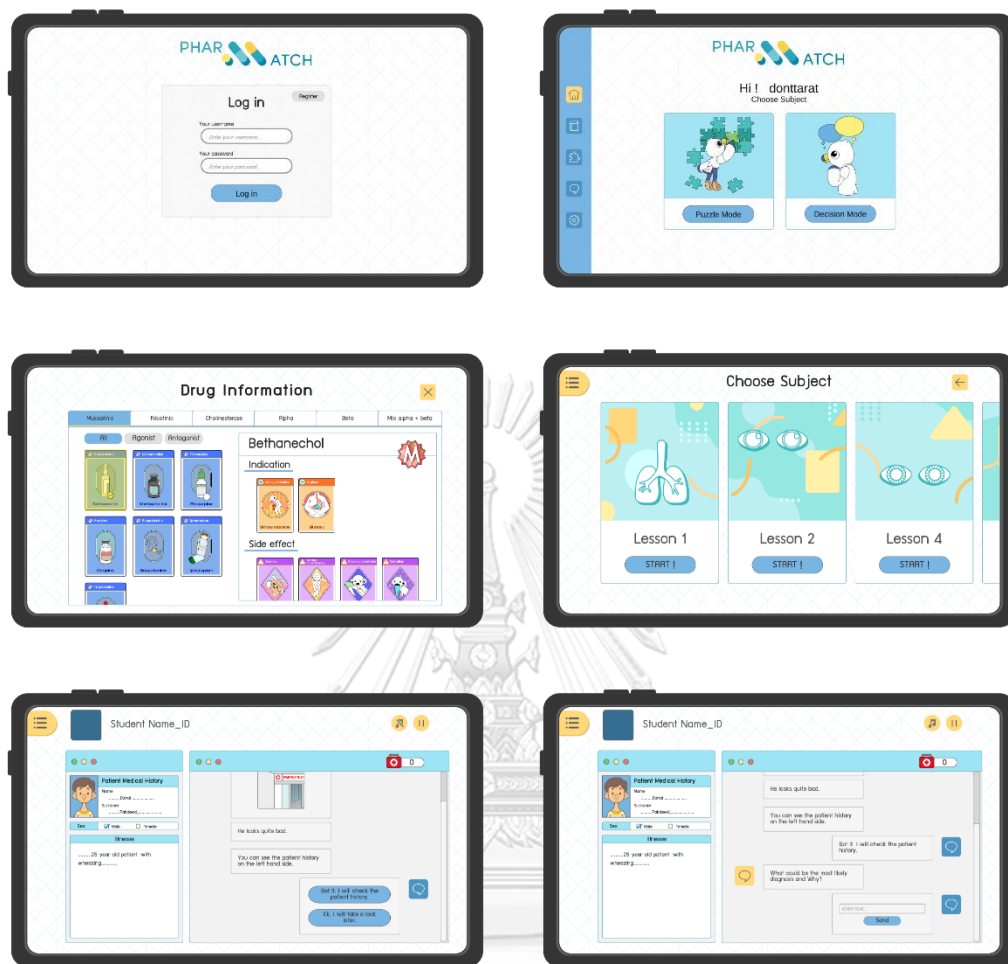 PHAR ATCH
Register
Log in
Your username
Enter your username...
Your password
Enter your password...
Log in
PHAR ATCH
Hi ! donttarat
Choose Subject
Puzzle Mode
Decision Mode
Drug Information
Muscarinic
Nicotinic
Cholinesterase
Alpha
Beta
Mix alpha + beta
All
Agonist
Antagonist
Bethanechol
M
Indication
Side effect
Choose Subject
Lesson 1
Lesson 2
Lesson 4
START !
START !
START !
Student Name_ID
0
Patient Medical History
Name
Surname
Sex
Male
Female
Illnesses
........25 year old patient with
wheezing..........
He looks quite bad.
You can see the patient history
on the left hand side.
Got it. I will check the
patient history.
Ok. I will take a look
later.
Student Name_ID
0
Patient Medical History
Name
Surname
Sex
Male
Female
Illnesses
........25 year old patient with
wheezing..........
He looks quite bad.
You can see the patient history
on the left hand side.
Got it. I will check the patient
history.
What could be the most likely
diagnosis and Why?
Send